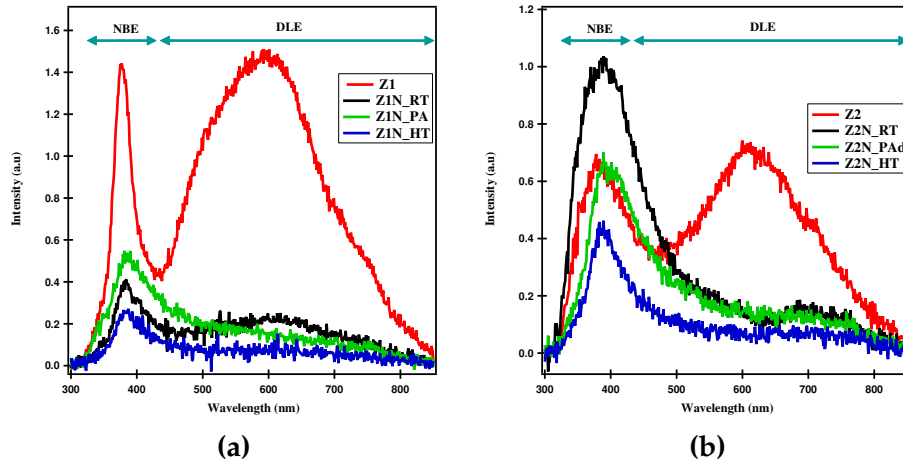 NBE DLE
Z1
Z1N_RT
Z1N_PA
Z1N_HT
Intensity (a.u)
1.6
1.4
1.2
1.0
0.8
0.6
0.4
0.2
0.0
300 400 500 600 700 800
Wavelength (nm)
(a)
NBE DLE
Z2
Z2N_RT
Z2N_PAd
Z2N_HT
Intensity (a.u)
1.2
1.0
0.8
0.6
0.4
0.2
0.0
300 400 500 600 700 800
Wavelength (nm)
(b)